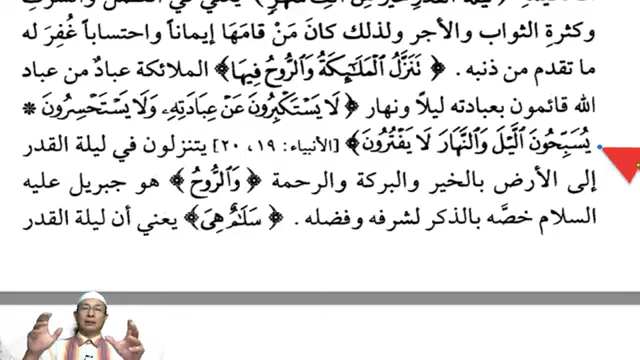 وكثرةِ الثواب والأجر ولذلك كانَ مَنْ قامَهَا إيماناً واحتساباً غُفِرَ له
ما تقدم من ذنبه . ﴿ نَنَزَّلُ ٱلْمَلَٰٓئِكَةُ وَٱلرُّوحُ فِيهَا ﴾ الملائكة عبادٌ من عباد
الله قائمون بعبادته ليلاً ونهار ﴿لَا يَسْتَكْبِرُونَ عَنْ عِبَادَتِهِۦ وَلَا يَسْتَحْسِرُونَ *
يُسَبِّحُونَ ٱلَّيْلَ وَٱلنَّهَارَ لَا يَفْتُرُونَ﴾ [الأنبياء: ١٩، ٢٠] يتنزلون في ليلة القدر
إلى الأرض بالخير والبركة والرحمة ﴿ وَٱلرُّوحُ ﴾ هو جبريل عليه
السلام خصَّه بالذكر لشرفه وفضله . ﴿ سَلَٰمٌ هِىَ ﴾ يعني أن ليلة القدر